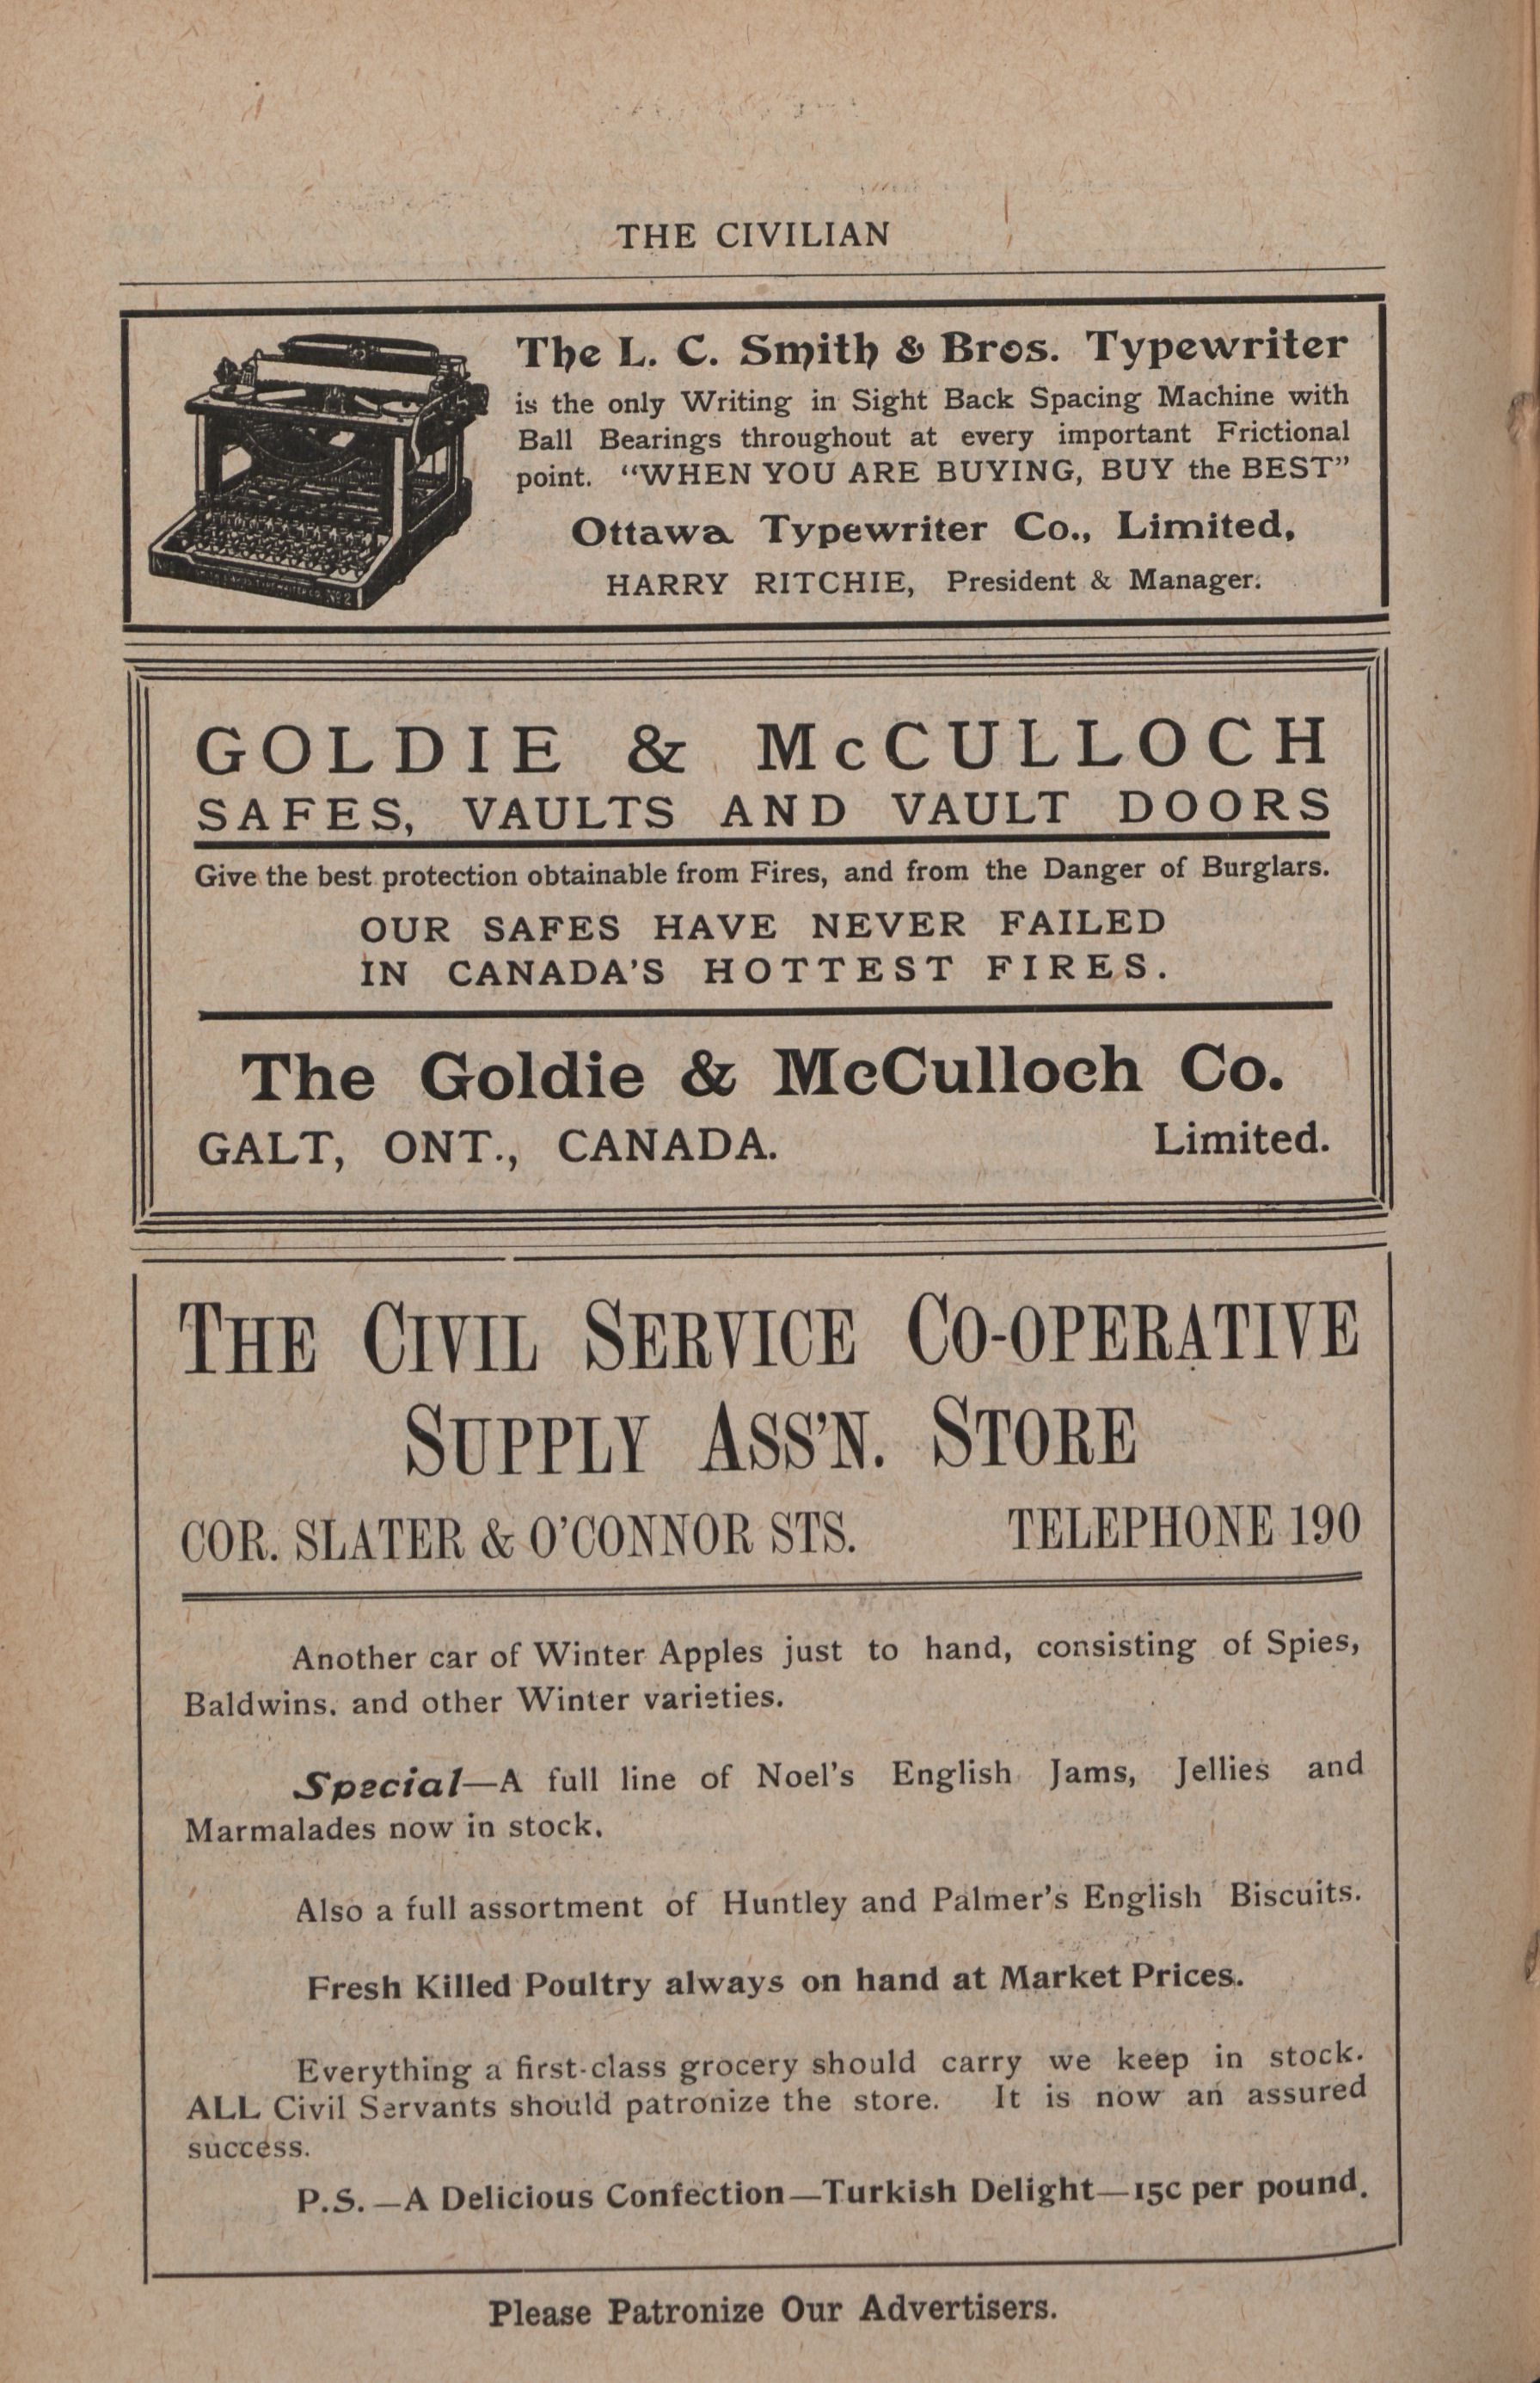 THE CIVILIAN
The L. C. Smith & Bros. Typewriter
is the only Writing in Sight Back Spacing Machine with
Ball Bearings throughout at every important Frictional
point. “WHEN YOU ARE BUYING, BUY the BEST”
Ottawa Typewriter Co., Limited,
HARRY RITCHIE, President & Manager.
GOLDIE & McCULLOCH
SAFES, VAULTS AND VAULT DOORS
Give the best protection obtainable from Fires, and from the Danger of Burglars.
OUR SAFES HAVE NEVER FAILED
IN CANADA'S HOTTEST FIRES.
The Goldie & McCulloch Co.
GALT, ONT., CANADA. Limited.
THE CIVIL SERVICE CO-OPERATIVE
SUPPLY ASS'N. STORE
COR. SLATER & O'CONNOR STS. TELEPHONE 190
Another car of Winter Apples just to hand, consisting of Spies,
Baldwins, and other Winter varieties.
Special—A full line of Noel's English Jams, Jellies and
Marmalades now in stock.
Also a full assortment of Huntley and Palmer's English Biscuits.
Fresh Killed Poultry always on hand at Market Prices.
Everything a first-class grocery should carry we keep in stock.
ALL Civil Servants should patronize the store. It is now an assured
success.
P.S.—A Delicious Confection—Turkish Delight—15c per pound.
Please Patronize Our Advertisers.